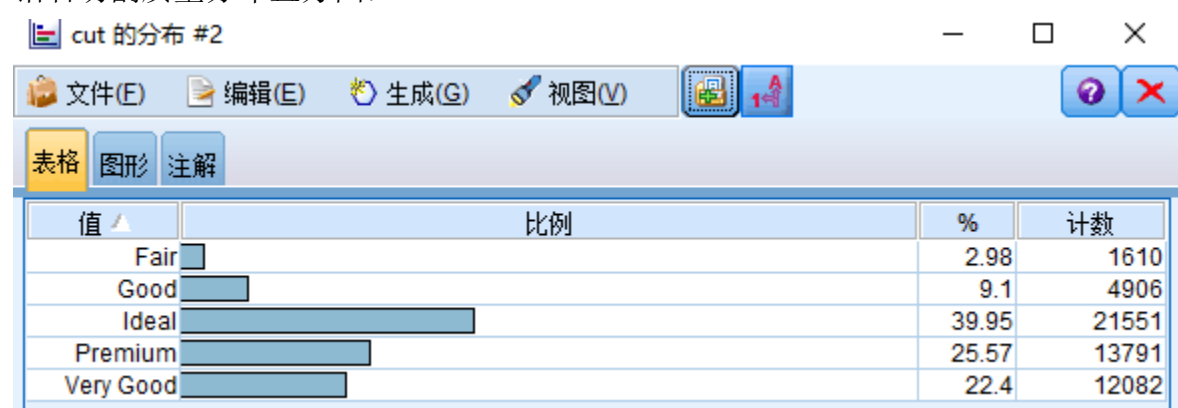 cut 的分布 #2
文件(F) 编辑(E) 生成(G) 视图(V)
表格 图形 注解
值 比例 % 计数
Fair 2.98 1610
Good 9.1 4906
Ideal 39.95 21551
Premium 25.57 13791
Very Good 22.4 12082